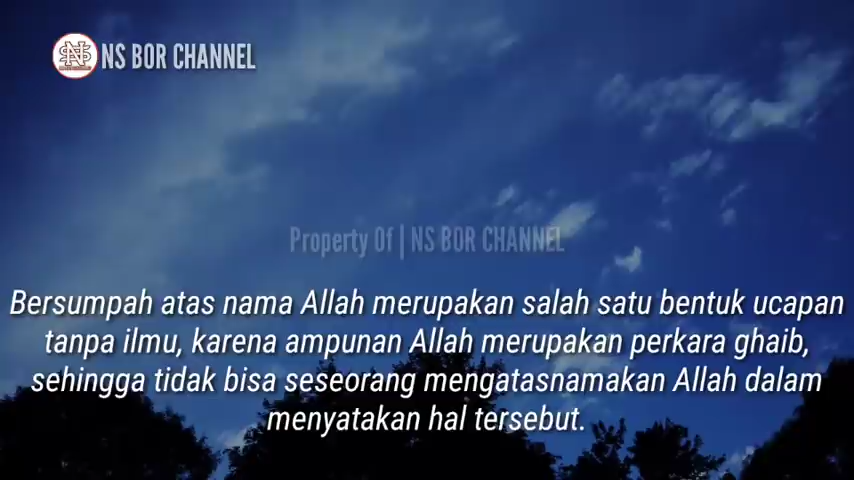 NS BOR CHANNEL
Property Of | NS BOR CHANNEL
Bersumpah atas nama Allah merupakan salah satu bentuk ucapan
tanpa ilmu, karena ampunan Allah merupakan perkara ghaib,
sehingga tidak bisa seseorang mengatasnamakan Allah dalam
menyatakan hal tersebut.